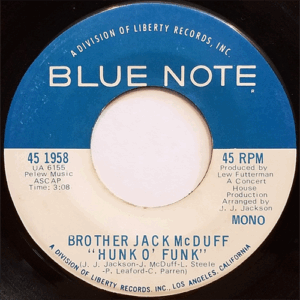 A DIVISION OF LIBERTY RECORDS, INC.
BLUE NOTE
45 1958
UA 6155
Pelew Music
ASCAP
Time: 3:08
45 RPM
Produced by
Lew Futterman
A Concert
House
Production
Arranged by
J. J. Jackson
MONO
BROTHER JACK McDUFF
"HUNK O' FUNK"
(J. J. Jackson-J. McDuff-L. Steele
P. Leaford-C. Parren)
A DIVISION OF LIBERTY RECORDS, INC., LOS ANGELES, CALIFORNIA